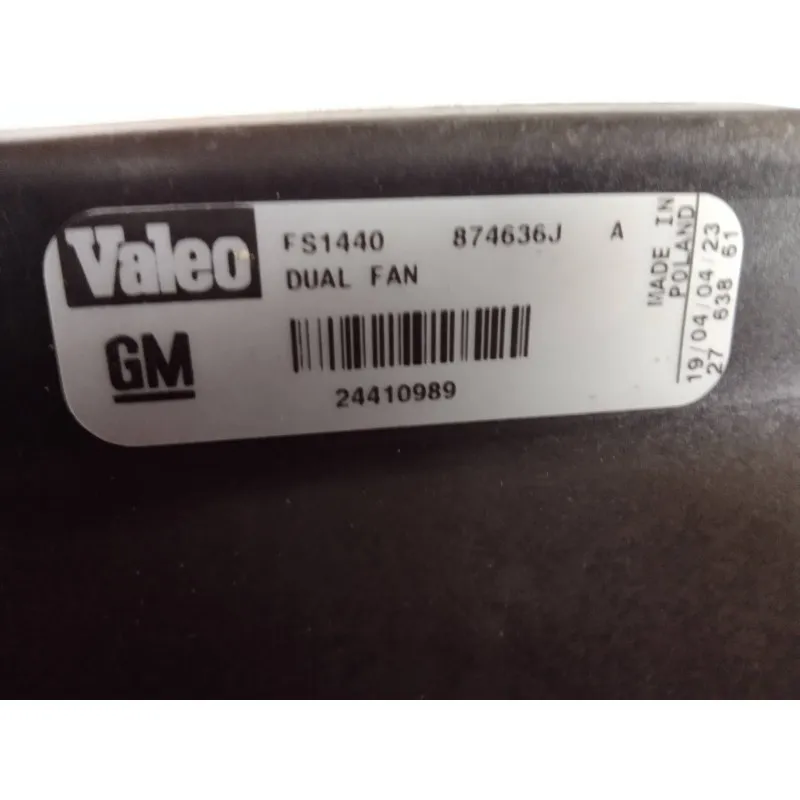 Valeo
FS1440 874636J A
DUAL FAN
GM
24410989
MADE IN
POLAND
19/04/04/23
27 638 61